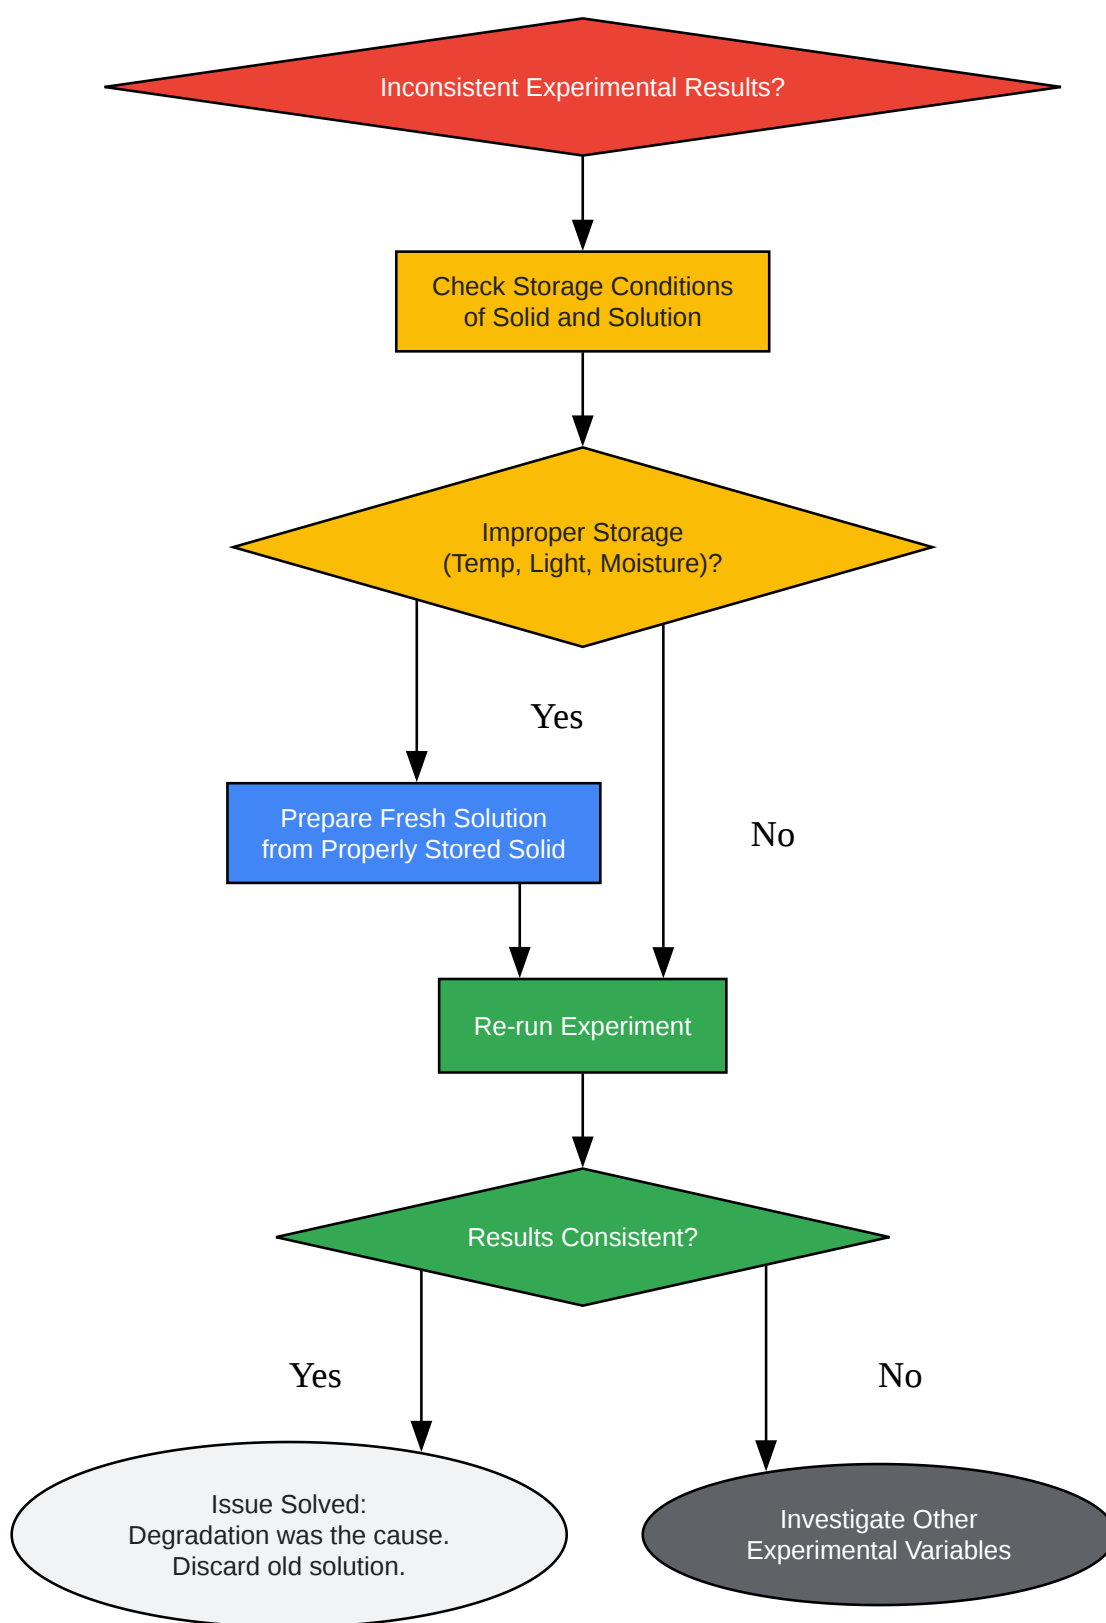 Inconsistent Experimental Results?
Check Storage Conditions
of Solid and Solution
Improper Storage
(Temp, Light, Moisture)?
Yes
Prepare Fresh Solution
from Properly Stored Solid
No
Re-run Experiment
Results Consistent?
Yes
No
Issue Solved:
Degradation was the cause.
Discard old solution.
Investigate Other
Experimental Variables